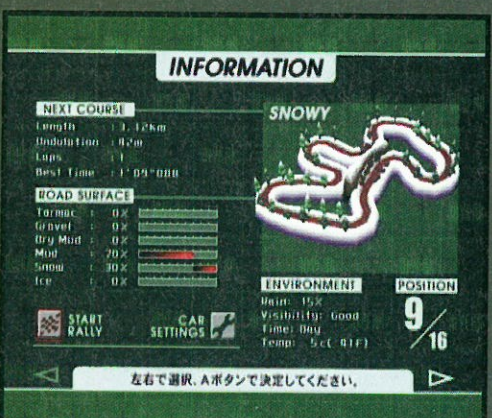 INFORMATION
NEXT COURSE
Length : 3.12km
Undulation : 42m
Laps : 1
Best Time : 1'09"000
ROAD SURFACE
Tarmac : 0%
Gravel : 0%
Dry Mud : 0%
Mud : 70%
Snow : 30%
Ice : 0%
START RALLY
CAR SETTINGS
SNOWY
ENVIRONMENT
Rain: 15%
Visibility: Good
Time: Day
Temp: 5c( 41F)
POSITION
9/16
左右で選択、Aボタンで決定してください。